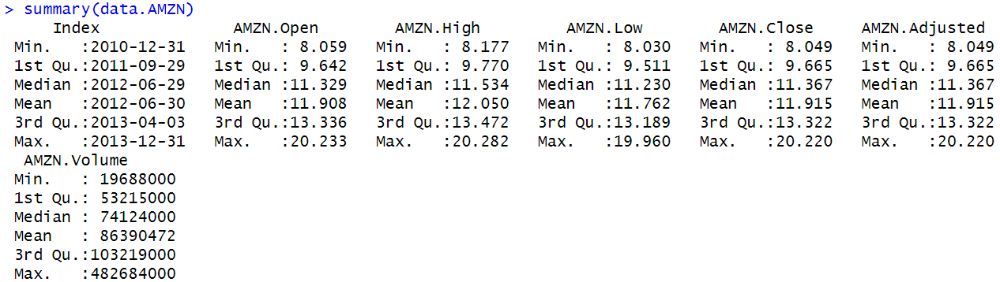 > summary(data.AMZN)
     Index              AMZN.Open        AMZN.High         AMZN.Low        AMZN.Close     AMZN.Adjusted
 Min.   :2010-12-31   Min.   : 8.059   Min.   : 8.177   Min.   : 8.030   Min.   : 8.049   Min.   : 8.049
 1st Qu.:2011-09-29   1st Qu.: 9.642   1st Qu.: 9.770   1st Qu.: 9.511   1st Qu.: 9.665   1st Qu.: 9.665
 Median :2012-06-29   Median :11.329   Median :11.534   Median :11.230   Median :11.367   Median :11.367
 Mean   :2012-06-30   Mean   :11.908   Mean   :12.050   Mean   :11.762   Mean   :11.915   Mean   :11.915
 3rd Qu.:2013-04-03   3rd Qu.:13.336   3rd Qu.:13.472   3rd Qu.:13.189   3rd Qu.:13.322   3rd Qu.:13.322
 Max.   :2013-12-31   Max.   :20.233   Max.   :20.282   Max.   :19.960   Max.   :20.220   Max.   :20.220
  AMZN.Volume
 Min.   : 19688000
 1st Qu.: 53215000
 Median : 74124000
 Mean   : 86390472
 3rd Qu.:103219000
 Max.   :482684000